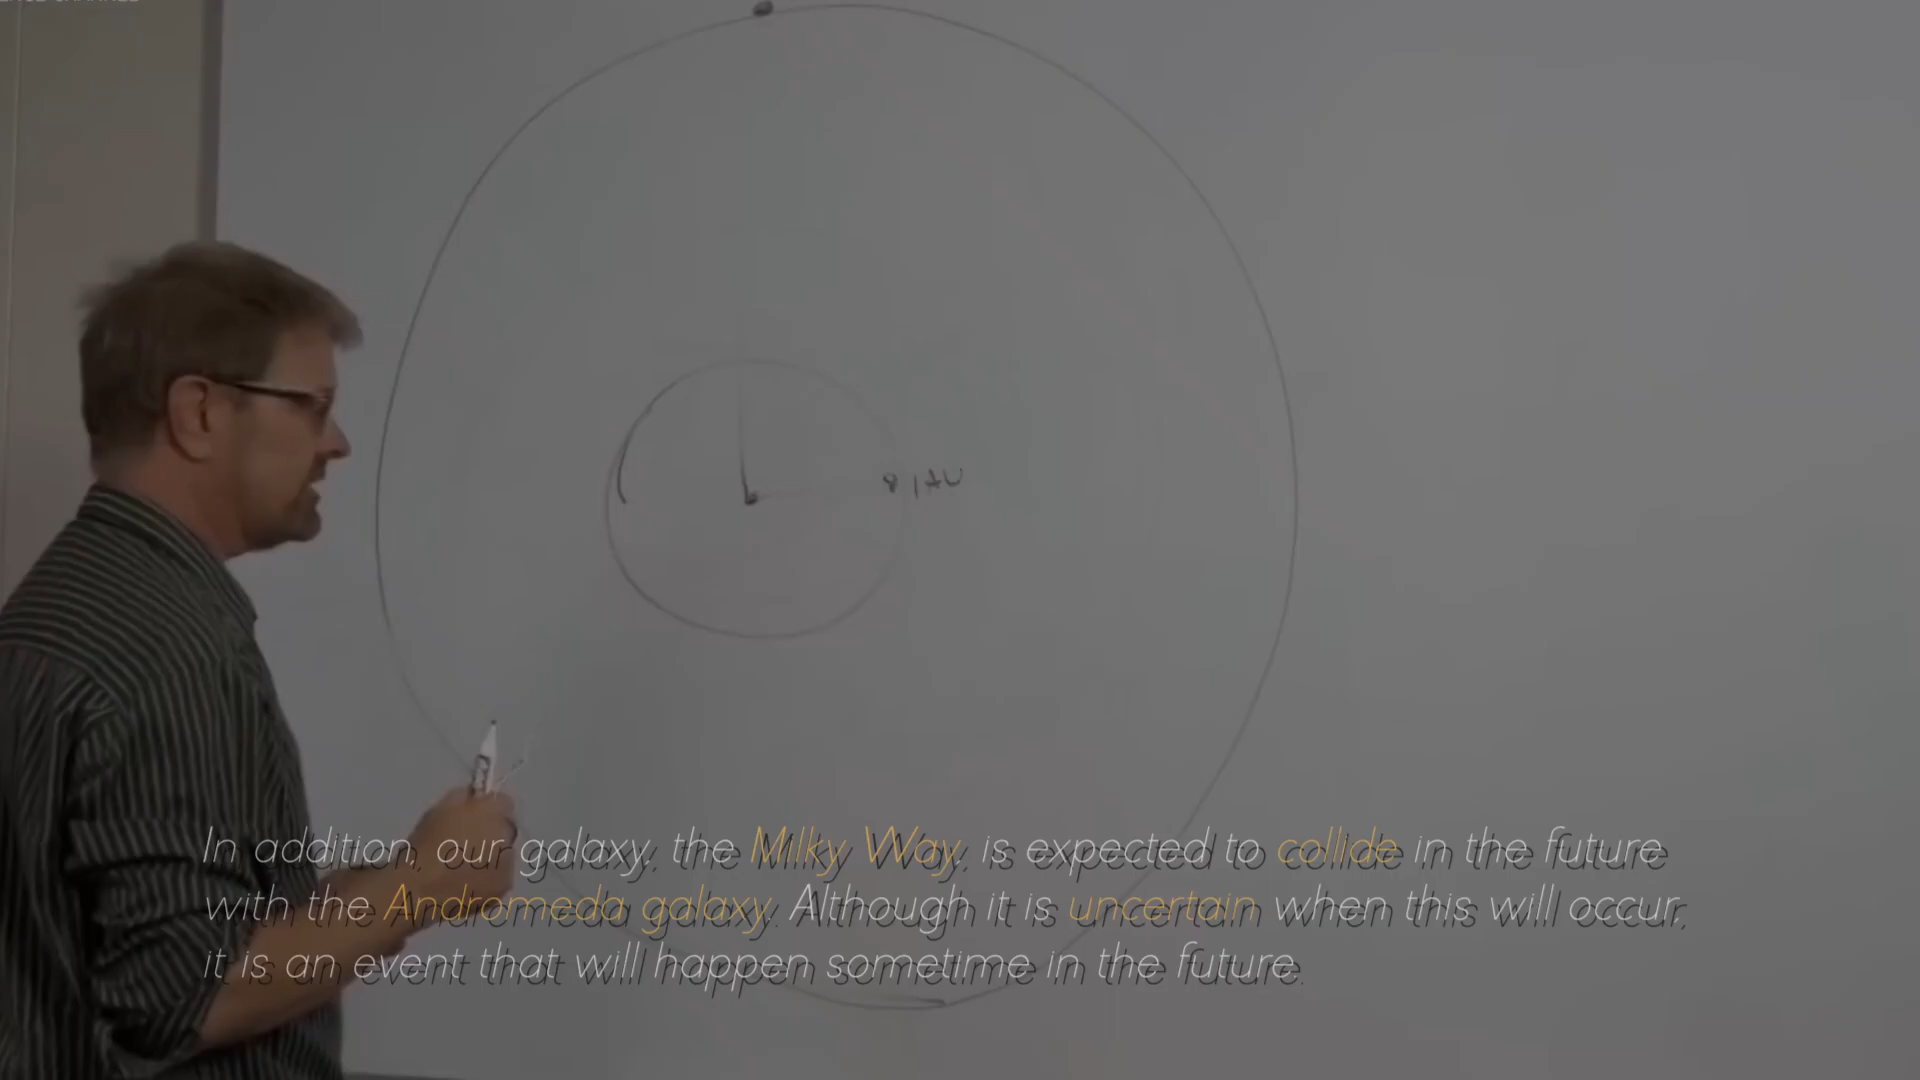 1AU
In addition, our galaxy, the Milky Way, is expected to collide in the future
with the Andromeda galaxy. Although it is uncertain when this will occur,
it is an event that will happen sometime in the future.